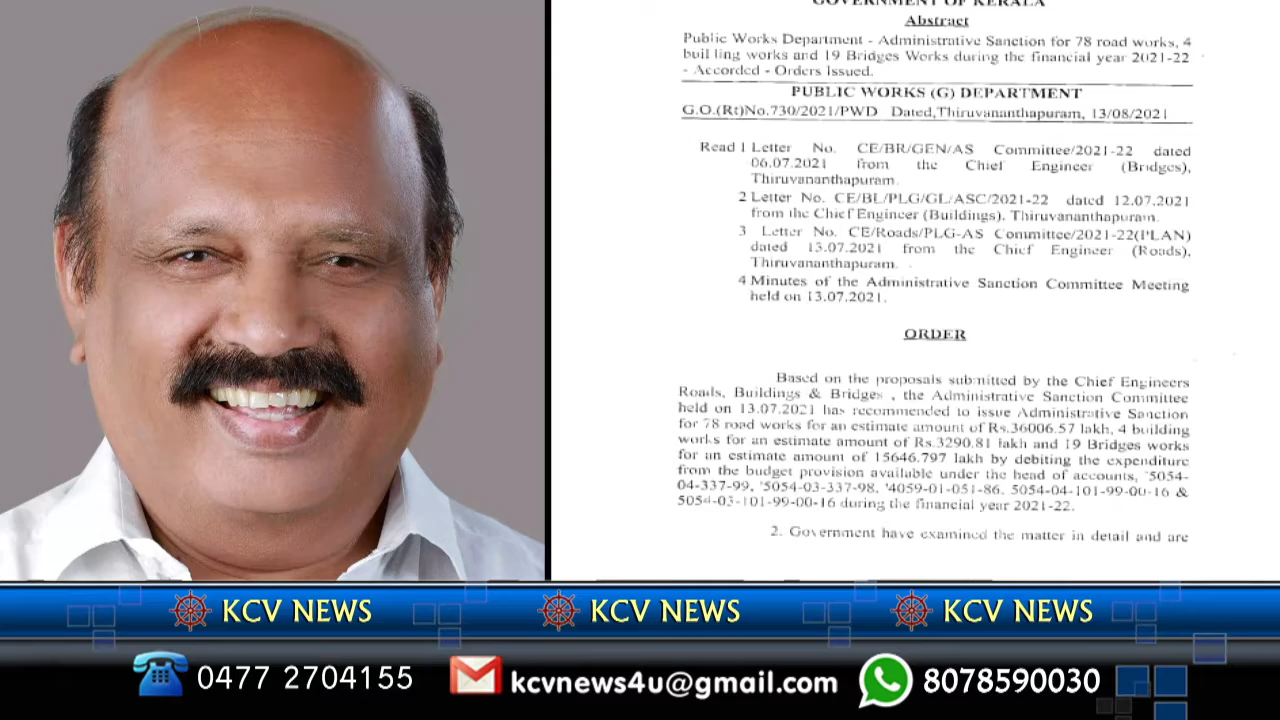 GOVERNMENT OF KERALA
Abstract
Public Works Department - Administrative Sanction for 78 road works, 4
buil ling works and 19 Bridges Works during the financial year 2021-22
- Accorded - Orders Issued.
PUBLIC WORKS (G) DEPARTMENT
G.O.(Rt)No.730/2021/PWD Dated,Thiruvananthapuram, 13/08/2021
Read 1 Letter No. CE/BR/GEN/AS Committee/2021-22 dated
06.07.2021 from the Chief Engineer (Bridges),
Thiruvananthapuram.
2 Letter No. CE/BL/PLG/GL/ASC/2021-22 dated 12.07.2021
from the Chief Engineer (Buildings), Thiruvananthapuram.
3 Letter No. CE/Roads/PLG-AS Committee/2021-22(PLAN)
dated 13.07.2021 from the Chief Engineer (Roads),
Thiruvananthapuram.
4 Minutes of the Administrative Sanction Committee Meeting
held on 13.07.2021.
ORDER
Based on the proposals submitted by the Chief Engineers
Roads, Buildings & Bridges , the Administrative Sanction Committee
held on 13.07.2021 has recommended to issue Administrative Sanction
for 78 road works for an estimate amount of Rs.36006.57 lakh, 4 building
works for an estimate amount of Rs.3290.81 lakh and 19 Bridges works
for an estimate amount of 15646.797 lakh by debiting the expenditure
from the budget provision available under the head of accounts, '5054-
04-337-99, '5054-03-337-98, '4059-01-051-86, 5054-04-101-99-00-16 &
5054-03-101-99-00-16 during the financial year 2021-22.
2. Government have examined the matter in detail and are
KCV NEWS KCV NEWS KCV NEWS
0477 2704155 kcvnews4u@gmail.com 8078590030